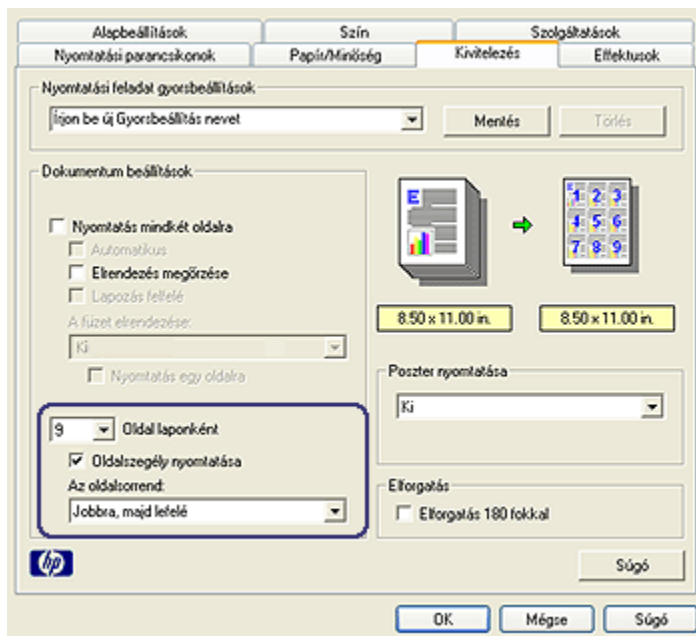 Alapbeállítások Szín Szolgáltatások
Nyomtatási parancsikonok Papír/Minőség Kivitelezés Effektusok
Nyomtatási feladat gyorsbeállítások
Írjon be új Gyorsbeállítás nevet Mentés Törlés
Dokumentum beállítások
Nyomtatás mindkét oldalra
Automatikus
Elrendezés megőrzése
Lapozás felfelé
A füzet elrendezése:
Ki
Nyomtatás egy oldalra
9 Oldal laponként
Oldalszegély nyomtatása
Az oldalsorrend:
Jobbra, majd lefelé
E
E
1 2 3
4 5 6
7 8 9
8.50 x 11.00 in. 8.50 x 11.00 in.
Poszter nyomtatása
Ki
Elforgatás
Elforgatás 180 fokkal
hp
Súgó
OK Mégse Súgó